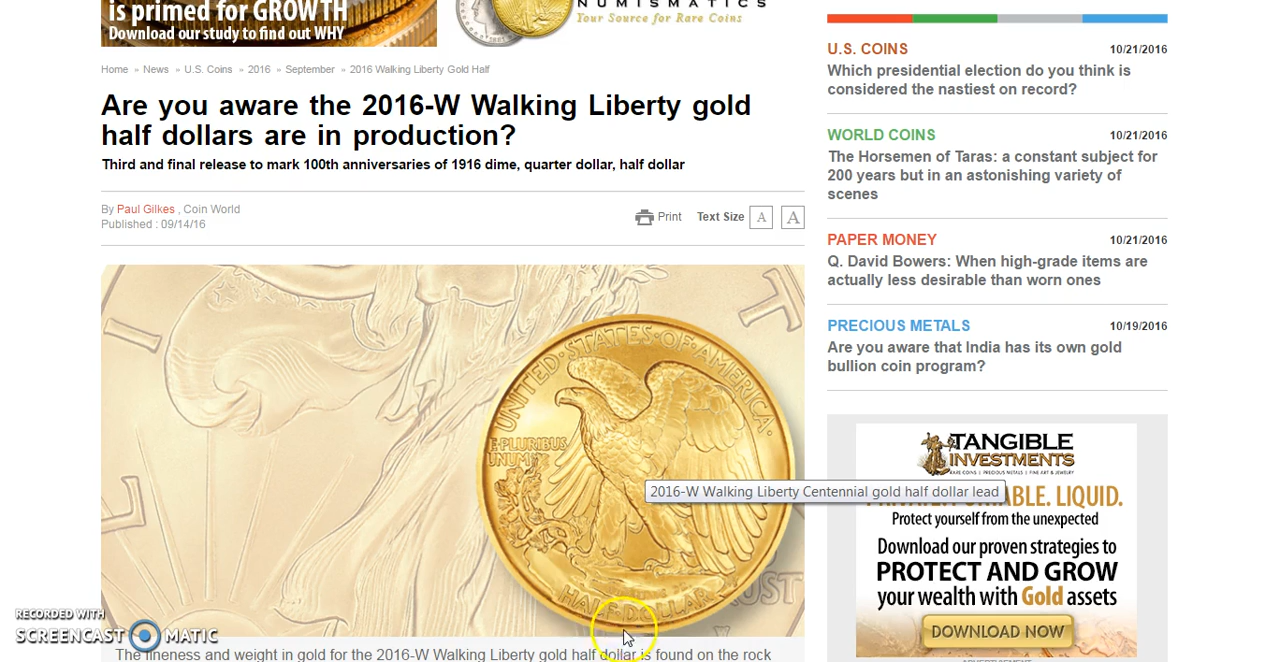 is primed for GROWTH
Download our study to find out WHY
NUMISMATICS
Your Source for Rare Coins
Home » News » U.S. Coins » 2016 » September » 2016 Walking Liberty Gold Half
Are you aware the 2016-W Walking Liberty gold
half dollars are in production?
Third and final release to mark 100th anniversaries of 1916 dime, quarter dollar, half dollar
By Paul Gilkes , Coin World
Published : 09/14/16
Print Text Size A A
UNITED·STATES·OF·AMERICA
E·PLURIBUS
UNUM
HALF·DOLLAR
2016-W Walking Liberty Centennial gold half dollar lead
The fineness and weight in gold for the 2016-W Walking Liberty gold half dollar is found on the rock
U.S. COINS 10/21/2016
Which presidential election do you think is
considered the nastiest on record?
WORLD COINS 10/21/2016
The Horsemen of Taras: a constant subject for
200 years but in an astonishing variety of
scenes
PAPER MONEY 10/21/2016
Q. David Bowers: When high-grade items are
actually less desirable than worn ones
PRECIOUS METALS 10/19/2016
Are you aware that India has its own gold
bullion coin program?
TANGIBLE
INVESTMENTS
RARE COINS | PRECIOUS METALS | FINE ART & JEWELRY
LIQUID.
Protect yourself from the unexpected
Download our proven strategies to
PROTECT AND GROW
your wealth with Gold assets
DOWNLOAD NOW
ADVERTISEMENT
RECORDED WITH
SCREENCAST MATIC